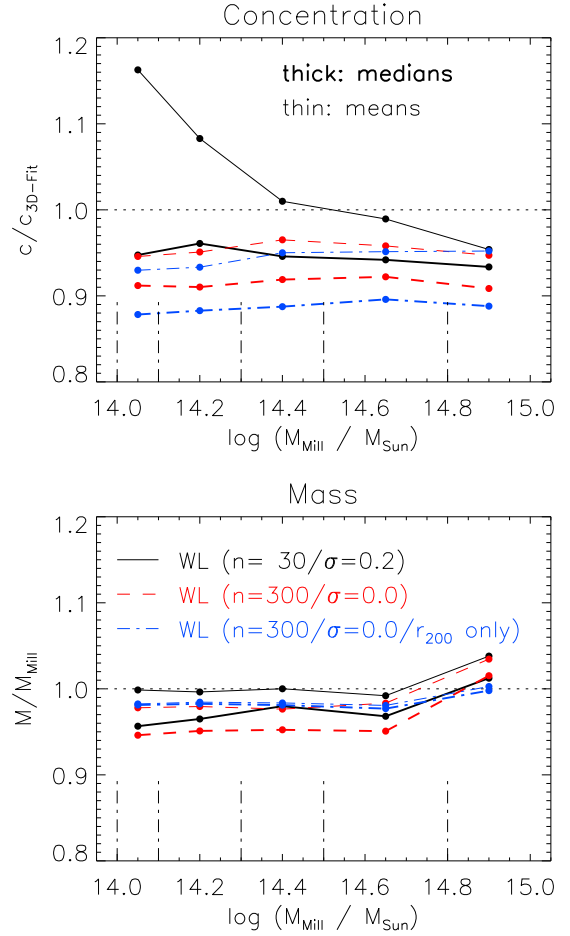 Concentration
1.2
thick: medians
thin: means
1.1
c/c3D-Fit
1.0
0.9
0.8
14.0 14.2 14.4 14.6 14.8 15.0
log (MMill / MSun)
Mass
1.2
WL (n= 30/σ=0.2)
WL (n=300/σ=0.0)
1.1
WL (n=300/σ=0.0/r200 only)
M/MMill
1.0
0.9
0.8
14.0 14.2 14.4 14.6 14.8 15.0
log (MMill / MSun)